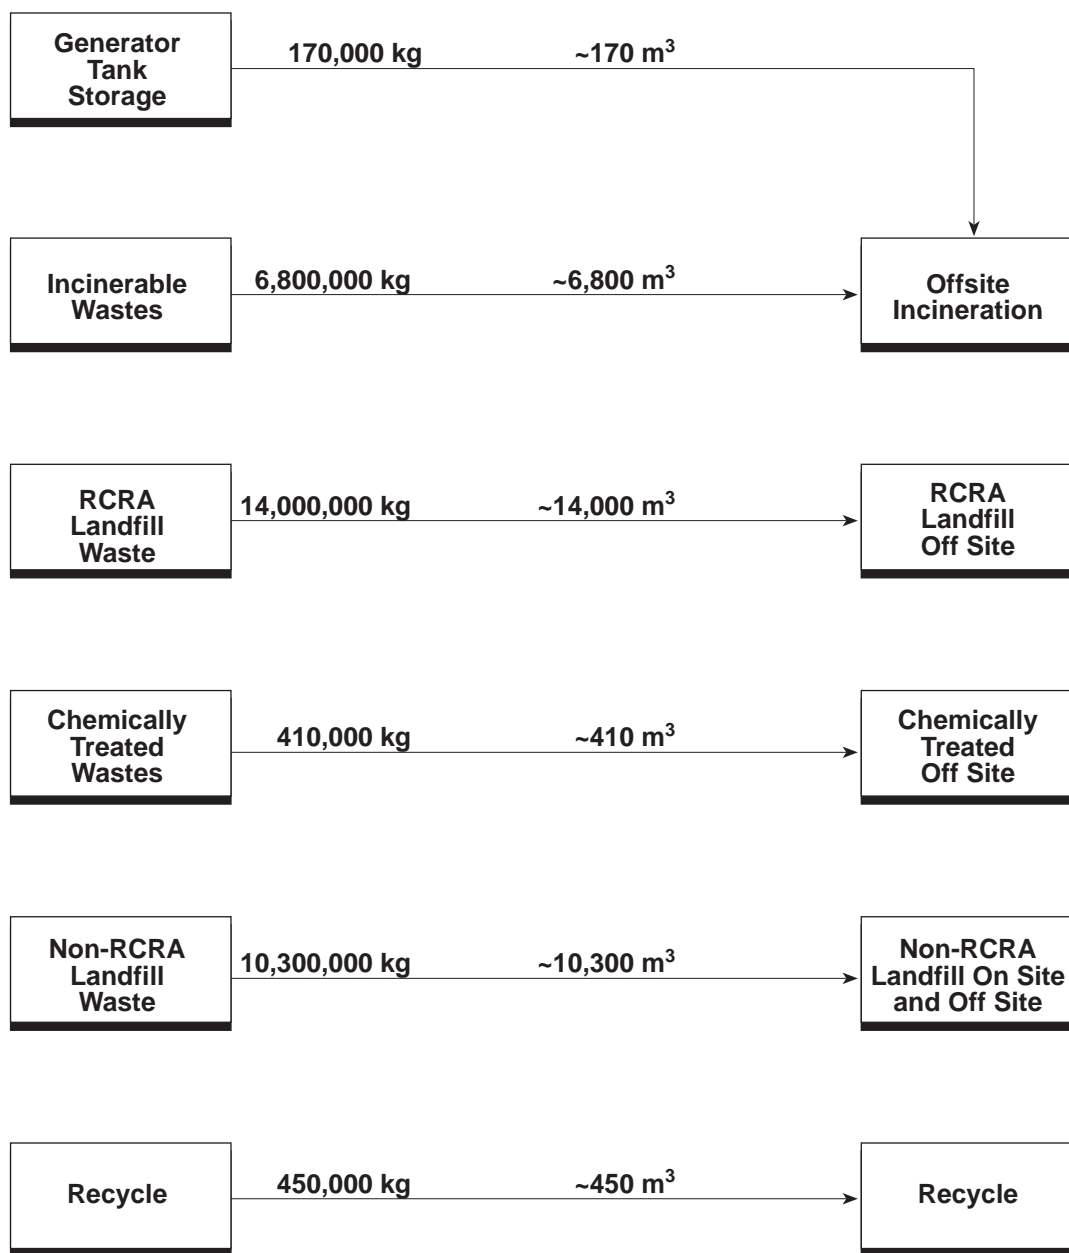 Generator
Tank
Storage
170,000 kg ~170 m³
Incinerable
Wastes
6,800,000 kg ~6,800 m³
Offsite
Incineration
RCRA
Landfill
Waste
14,000,000 kg ~14,000 m³
RCRA
Landfill
Off Site
Chemically
Treated
Wastes
410,000 kg ~410 m³
Chemically
Treated
Off Site
Non-RCRA
Landfill
Waste
10,300,000 kg ~10,300 m³
Non-RCRA
Landfill On Site
and Off Site
Recycle
450,000 kg ~450 m³
Recycle